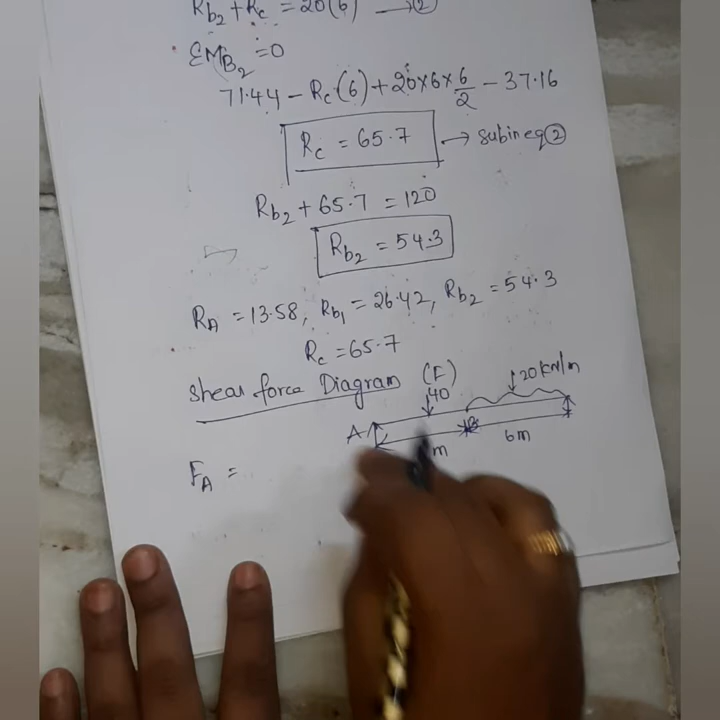 Rb2 + Rc = 20(6) → ②
ΣMB2 = 0
71.44 - Rc(6) + 20×6×6/2 - 37.16
Rc = 65.7 → sub in eq ②
Rb2 + 65.7 = 120
Rb2 = 54.3
RA = 13.58, Rb1 = 26.42, Rb2 = 54.3
Rc = 65.7
Shear force Diagram (F)
40 20 kN/m
A B
m 6m
FA =